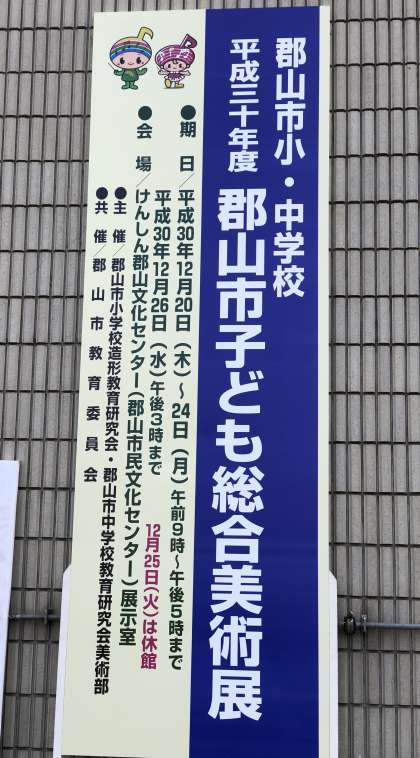 郡山市小・中学校
平成三十年度 郡山市子ども総合美術展
●期 日/平成30年12月20日(木)～24日(月)午前9時～午後5時まで
平成30年12月26日(水)午後3時まで
12月25日(火)は休館
●会 場/けんしん郡山文化センター(郡山市民文化センター)展示室
●主 催/郡山市小学校造形教育研究会・郡山市中学校教育研究会美術部
●共 催/郡山市教育委員会